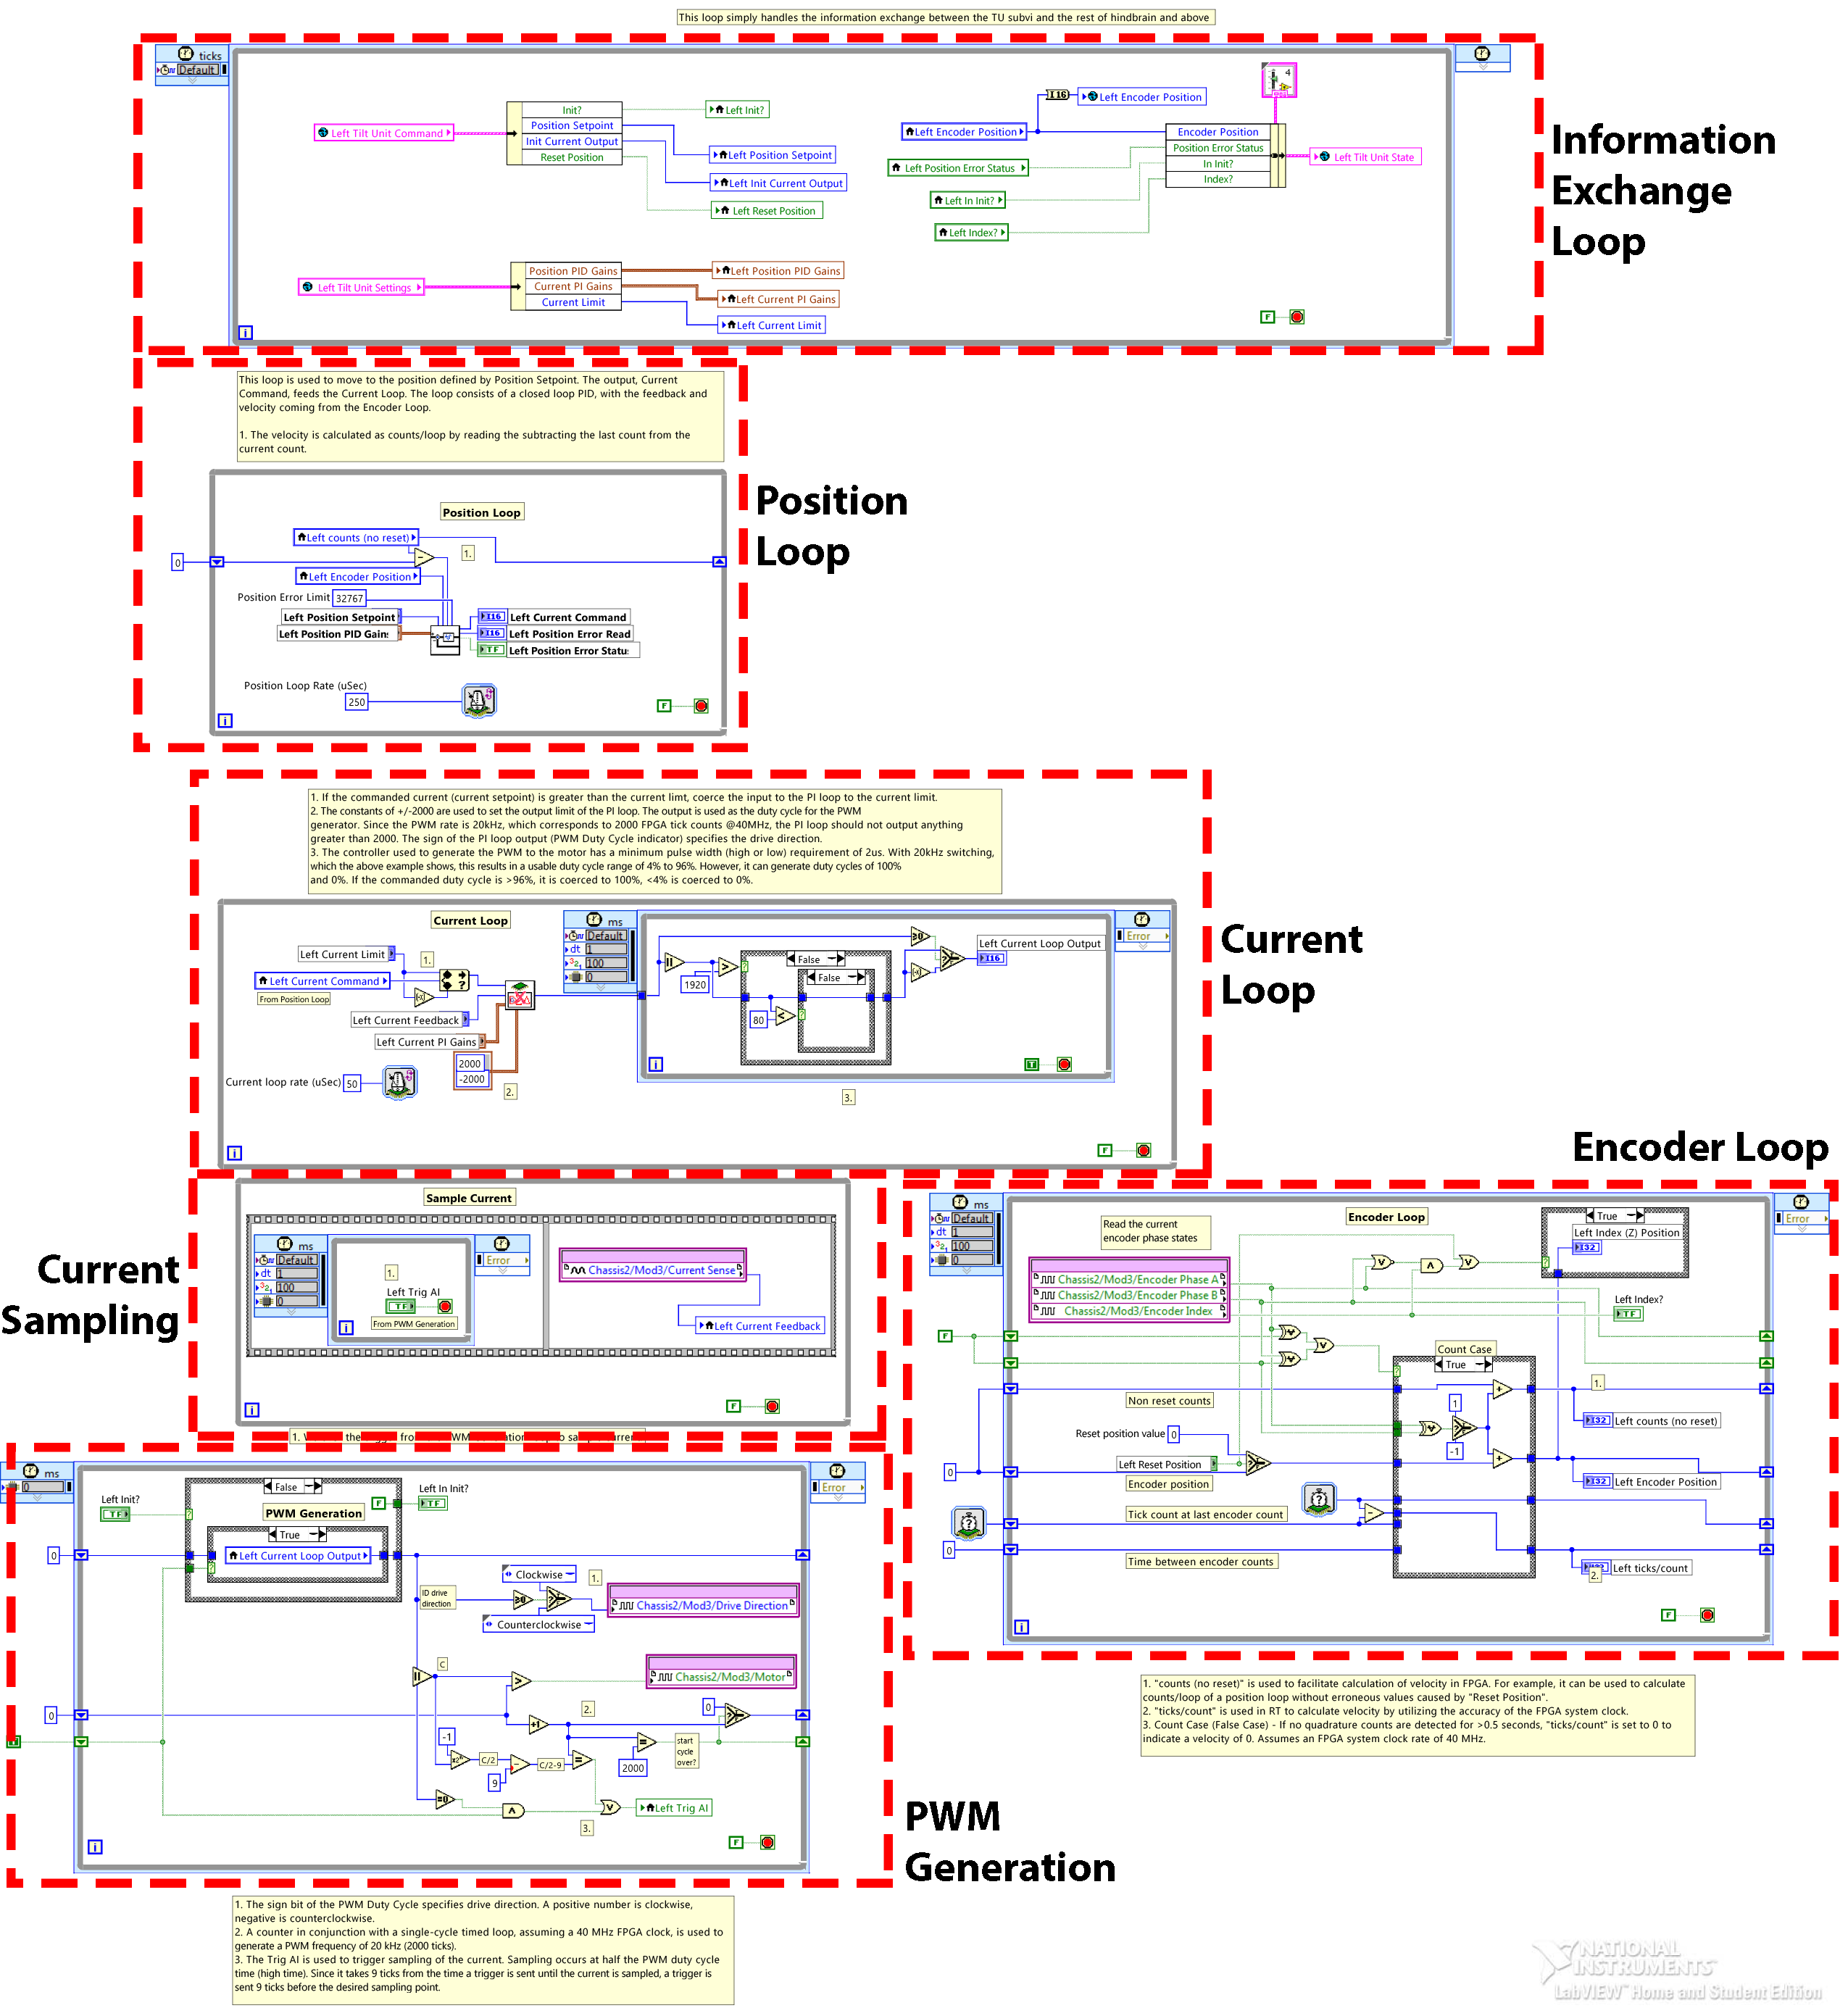 This loop simply handles the information exchange between the TU subvi and the rest of hindbrain and above
ticks
Default
Left Tilt Unit Command
Init?
Position Setpoint
Init Current Output
Reset Position
Left Init?
Left Position Setpoint
Left Init Current Output
Left Reset Position
I16
Left Encoder Position
4
Left Encoder Position
Left Position Error Status
Left In Init?
Left Index?
Encoder Position
Position Error Status
In Init?
Index?
Left Tilt Unit State
Left Tilt Unit Settings
Position PID Gains
Current PI Gains
Current Limit
Left Position PID Gains
Left Current PI Gains
Left Current Limit
F
i
Information
Exchange
Loop
This loop is used to move to the position defined by Position Setpoint. The output, Current
Command, feeds the Current Loop. The loop consists of a closed loop PID, with the feedback and
velocity coming from the Encoder Loop.
1. The velocity is calculated as counts/loop by reading the subtracting the last count from the
current count.
Position Loop
Left counts (no reset)
1.
0
Left Encoder Position
Position Error Limit
32767
Left Position Setpoint
Left Position PID Gain
I16
Left Current Command
I16
Left Position Error Read
TF
Left Position Error Statu
Position Loop Rate (uSec)
250
F
i
Position
Loop
1. If the commanded current (current setpoint) is greater than the current limt, coerce the input to the PI loop to the current limit.
2. The constants of +/-2000 are used to set the output limit of the PI loop. The output is used as the duty cycle for the PWM
generator. Since the PWM rate is 20kHz, which corresponds to 2000 FPGA tick counts @40MHz, the PI loop should not output anything
greater than 2000. The sign of the PI loop output (PWM Duty Cycle indicator) specifies the drive direction.
3. The controller used to generate the PWM to the motor has a minimum pulse width (high or low) requirement of 2us. With 20kHz switching,
which the above example shows, this results in a usable duty cycle range of 4% to 96%. However, it can generate duty cycles of 100%
and 0%. If the commanded duty cycle is >96%, it is coerced to 100%, <4% is coerced to 0%.
Current Loop
Left Current Limit
1.
Left Current Command
From Position Loop
Left Current Feedback
Left Current PI Gains
2000
-2000
2.
Current loop rate (uSec)
50
ms
Default
dt
1
100
0
1920
False
False
80
Left Current Loop Output
I16
Error
T
i
3.
F
i
Current
Loop
Sample Current
ms
Default
dt
1
100
0
1.
Left Trig AI
TF
From PWM Generation
i
Error
Chassis2/Mod3/Current Sense
Left Current Feedback
F
i
Current
Sampling
Encoder Loop
ms
Default
dt
1
100
0
Read the current
encoder phase states
Encoder Loop
Chassis2/Mod3/Encoder Phase A
Chassis2/Mod3/Encoder Phase B
Chassis2/Mod3/Encoder Index
True
Left Index (Z) Position
I32
Error
Left Index?
TF
F
Count Case
True
Non reset counts
1
-1
1.
I32
Left counts (no reset)
Reset position value
0
Left Reset Position
0
Encoder position
I32
Left Encoder Position
Tick count at last encoder count
0
Time between encoder counts
Left ticks/count
2.
F
i
1. "counts (no reset)" is used to facilitate calculation of velocity in FPGA. For example, it can be used to calculate
counts/loop of a position loop without erroneous values caused by "Reset Position".
2. "ticks/count" is used in RT to calculate velocity by utilizing the accuracy of the FPGA system clock.
3. Count Case (False Case) - If no quadrature counts are detected for >0.5 seconds, "ticks/count" is set to 0 to
indicate a velocity of 0. Assumes an FPGA system clock rate of 40 MHz.
ms
0
Left Init?
TF
False
F
Left In Init?
TF
PWM Generation
True
Left Current Loop Output
0
Error
ID drive
direction
Clockwise
Counterclockwise
1.
Chassis2/Mod3/Drive Direction
C
Chassis2/Mod3/Motor
0
2.
0
+1
-1
C/2
C/2-9
9
2000
start
cycle
over?
Left Trig AI
3.
F
i
PWM
Generation
1. The sign bit of the PWM Duty Cycle specifies drive direction. A positive number is clockwise,
negative is counterclockwise.
2. A counter in conjunction with a single-cycle timed loop, assuming a 40 MHz FPGA clock, is used to
generate a PWM frequency of 20 kHz (2000 ticks).
3. The Trig AI is used to trigger sampling of the current. Sampling occurs at half the PWM duty cycle
time (high time). Since it takes 9 ticks from the time a trigger is sent until the current is sampled, a trigger is
sent 9 ticks before the desired sampling point.
NATIONAL
INSTRUMENTS
LabVIEW™ Home and Student Edition